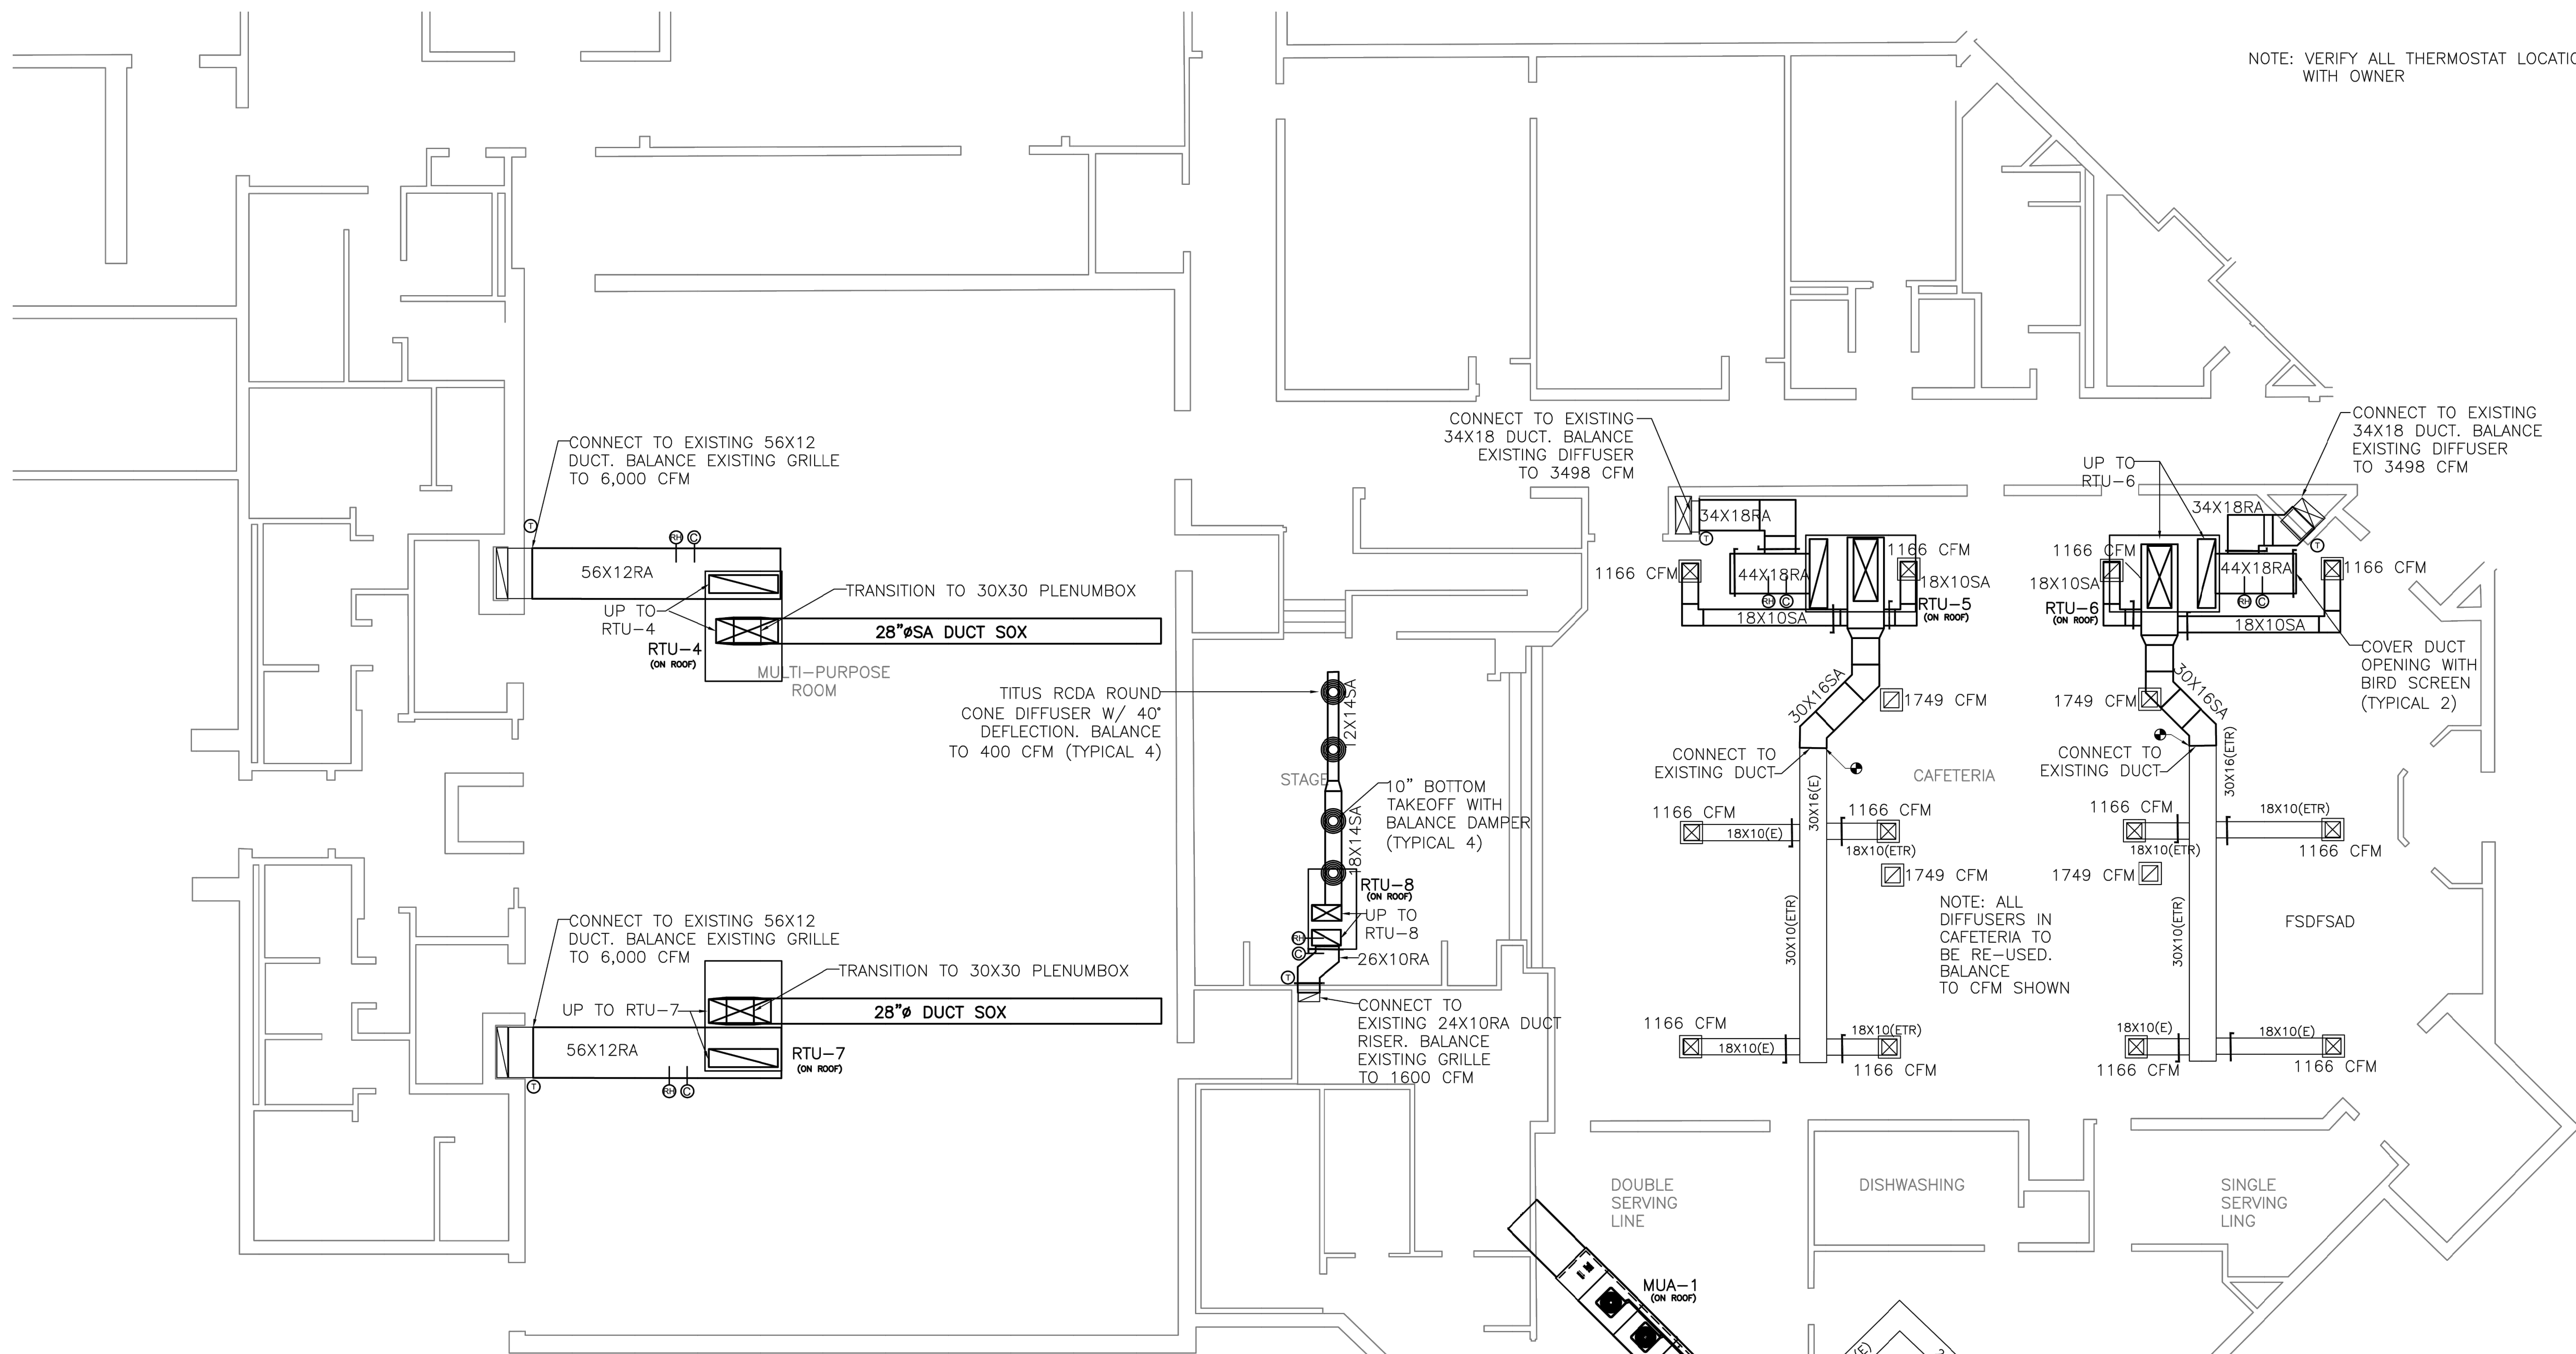 NOTE: VERIFY ALL THERMOSTAT LOCATIO
WITH OWNER
CONNECT TO EXISTING 56X12
DUCT. BALANCE EXISTING GRILLE
TO 6,000 CFM
T
RH
C
56X12RA
TRANSITION TO 30X30 PLENUMBOX
UP TO
RTU-4
28"øSA DUCT SOX
RTU-4
(ON ROOF)
MULTI-PURPOSE
ROOM
CONNECT TO EXISTING 56X12
DUCT. BALANCE EXISTING GRILLE
TO 6,000 CFM
TRANSITION TO 30X30 PLENUMBOX
UP TO RTU-7
28"ø DUCT SOX
56X12RA
RTU-7
(ON ROOF)
T
RH
C
TITUS RCDA ROUND
CONE DIFFUSER W/ 40°
DEFLECTION. BALANCE
TO 400 CFM (TYPICAL 4)
12X14SA
STAGE
10" BOTTOM
TAKEOFF WITH
BALANCE DAMPER
(TYPICAL 4)
18X14SA
RTU-8
(ON ROOF)
UP TO
RTU-8
RH
C
26X10RA
T
CONNECT TO
EXISTING 24X10RA DUCT
RISER. BALANCE
EXISTING GRILLE
TO 1600 CFM
CONNECT TO EXISTING
34X18 DUCT. BALANCE
EXISTING DIFFUSER
TO 3498 CFM
34X18RA
T
1166 CFM
44X18RA
RH
C
1166 CFM
18X10SA
RTU-5
(ON ROOF)
18X10SA
30X16SA
1749 CFM
CONNECT TO
EXISTING DUCT
CAFETERIA
30X16(E)
1166 CFM
18X10(E)
1166 CFM
18X10(ETR)
1749 CFM
30X10(ETR)
NOTE: ALL
DIFFUSERS IN
CAFETERIA TO
BE RE-USED.
BALANCE
TO CFM SHOWN
1166 CFM
18X10(E)
18X10(ETR)
1166 CFM
CONNECT TO EXISTING
34X18 DUCT. BALANCE
EXISTING DIFFUSER
TO 3498 CFM
UP TO
RTU-6
34X18RA
T
1166 CFM
18X10SA
44X18RA
RH
C
1166 CFM
RTU-6
(ON ROOF)
18X10SA
COVER DUCT
OPENING WITH
BIRD SCREEN
(TYPICAL 2)
30X16SA
1749 CFM
CONNECT TO
EXISTING DUCT
30X16(ETR)
1166 CFM
18X10(ETR)
18X10(ETR)
1166 CFM
1749 CFM
30X10(ETR)
FSDFSAD
18X10(E)
1166 CFM
18X10(E)
1166 CFM
DOUBLE
SERVING
LINE
DISHWASHING
SINGLE
SERVING
LING
MUA-1
(ON ROOF)
(E)